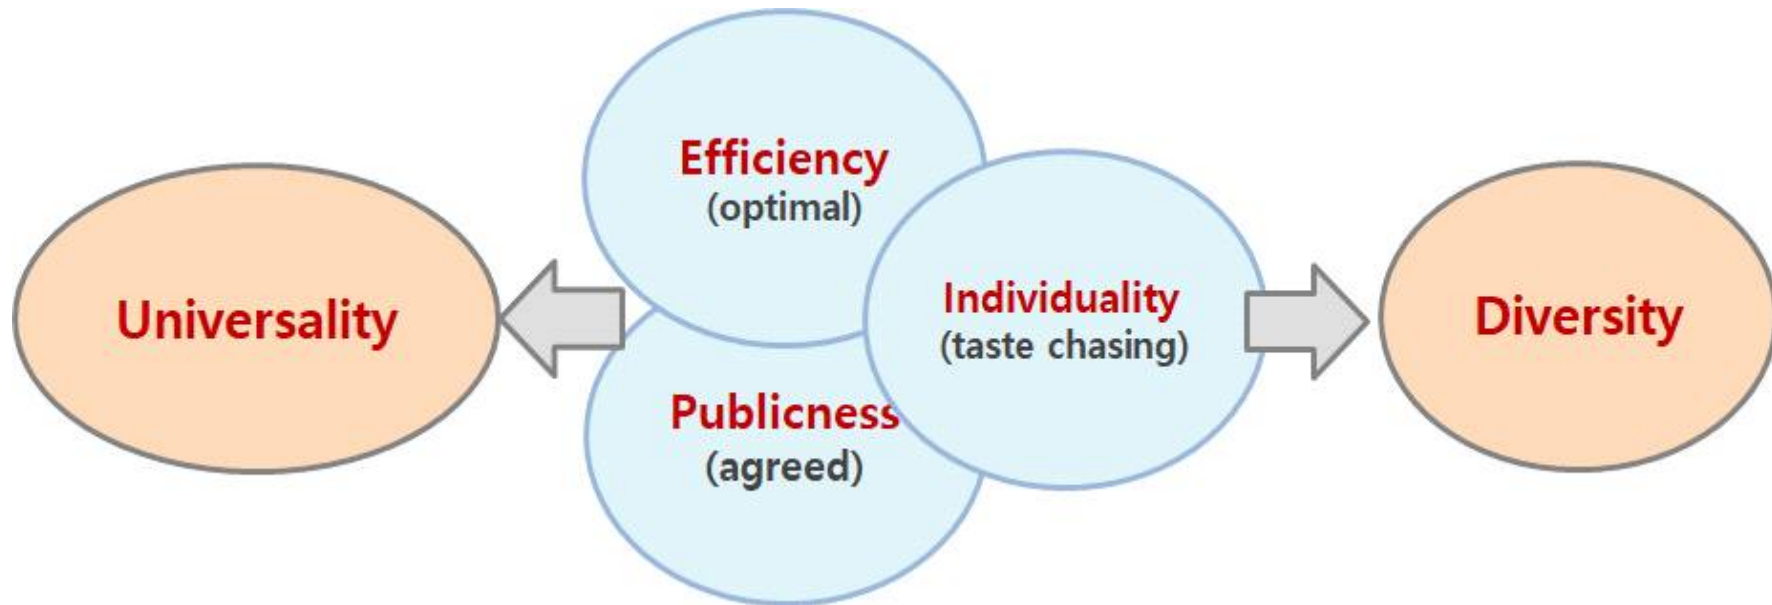 Efficiency
(optimal)
Universality
Individuality
(taste chasing)
Diversity
Publicness
(agreed)